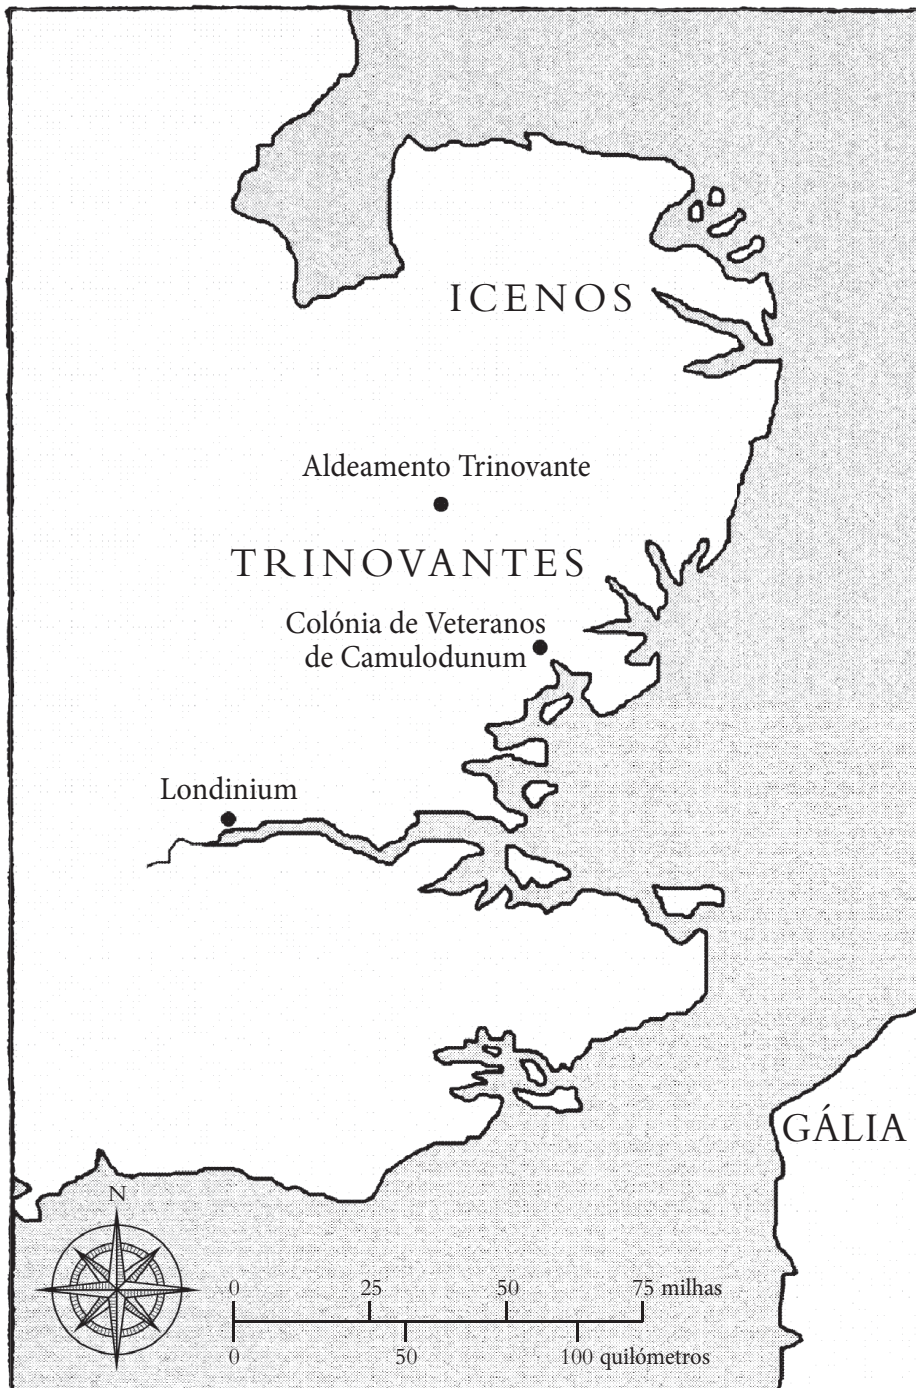 ICENOS
Aldeamento Trinovante
TRINOVANTES
Colónia de Veteranos
de Camulodunum
Londinium
GÁLIA
N
0 25 50 75 milhas
0 50 100 quilómetros